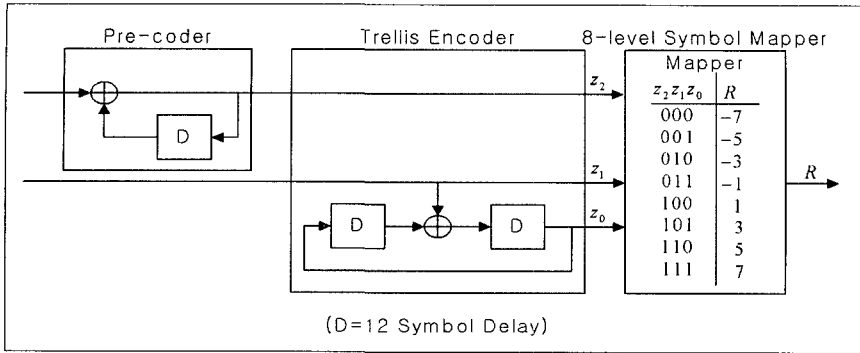 Pre-coder
Trellis Encoder
8-level Symbol Mapper
D
z₂
z₁
D
D
z₀
Mapper
z₂z₁z₀ R
000 -7
001 -5
010 -3
011 -1
100 1
101 3
110 5
111 7
R
(D=12 Symbol Delay)